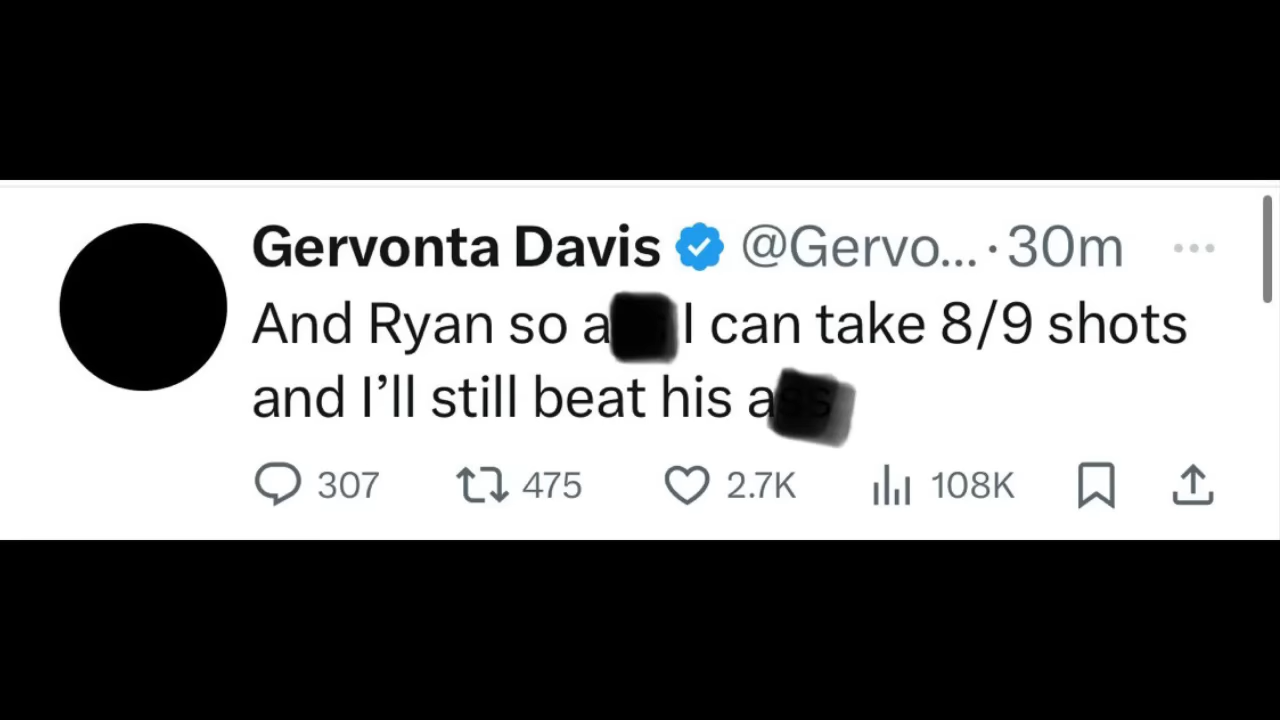 Gervonta Davis @Gervo... · 30m
And Ryan so I can take 8/9 shots
and I’ll still beat his ass
307 475 2.7K 108K